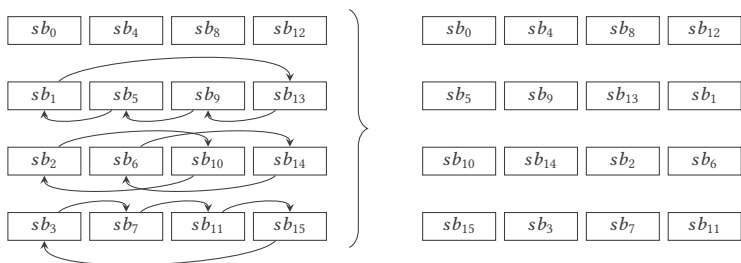 sb₀ sb₄ sb₈ sb₁₂ sb₀ sb₄ sb₈ sb₁₂
sb₁ sb₅ sb₉ sb₁₃ sb₅ sb₉ sb₁₃ sb₁
sb₂ sb₆ sb₁₀ sb₁₄ sb₁₀ sb₁₄ sb₂ sb₆
sb₃ sb₇ sb₁₁ sb₁₅ sb₁₅ sb₃ sb₇ sb₁₁